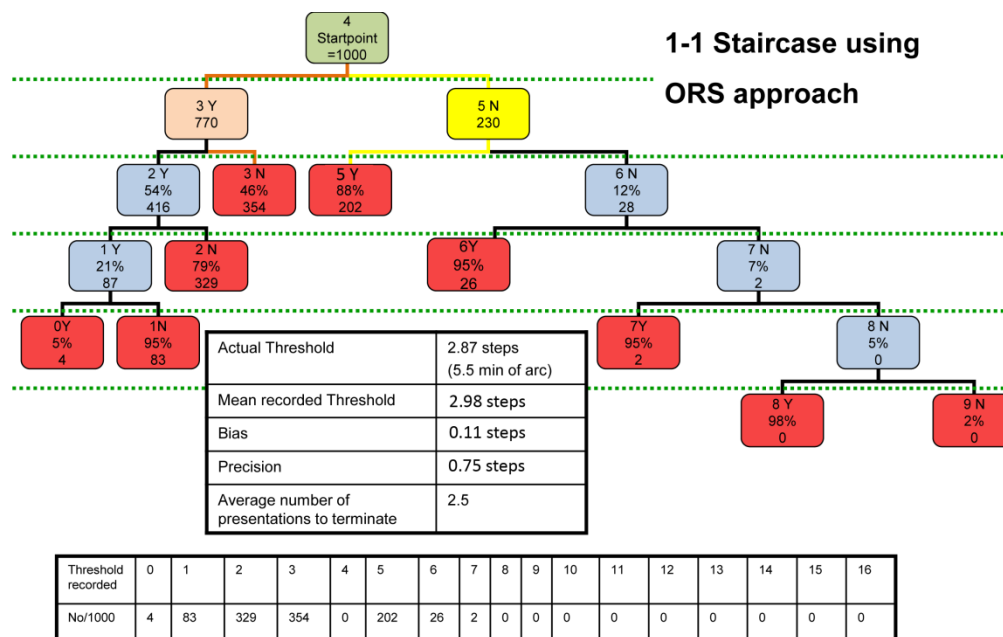 4
Startpoint
=1000
1-1 Staircase using
ORS approach
3 Y
770
5 N
230
2 Y
54%
416
3 N
46%
354
5 Y
88%
202
6 N
12%
28
1 Y
21%
87
2 N
79%
329
6Y
95%
26
7 N
7%
2
0Y
5%
4
1N
95%
83
7Y
95%
2
8 N
5%
0
8 Y
98%
0
9 N
2%
0
Actual Threshold 2.87 steps
(5.5 min of arc)
Mean recorded Threshold 2.98 steps
Bias 0.11 steps
Precision 0.75 steps
Average number of 2.5
presentations to terminate
Threshold recorded 0 1 2 3 4 5 6 7 8 9 10 11 12 13 14 15 16
No/1000 4 83 329 354 0 202 26 2 0 0 0 0 0 0 0 0 0